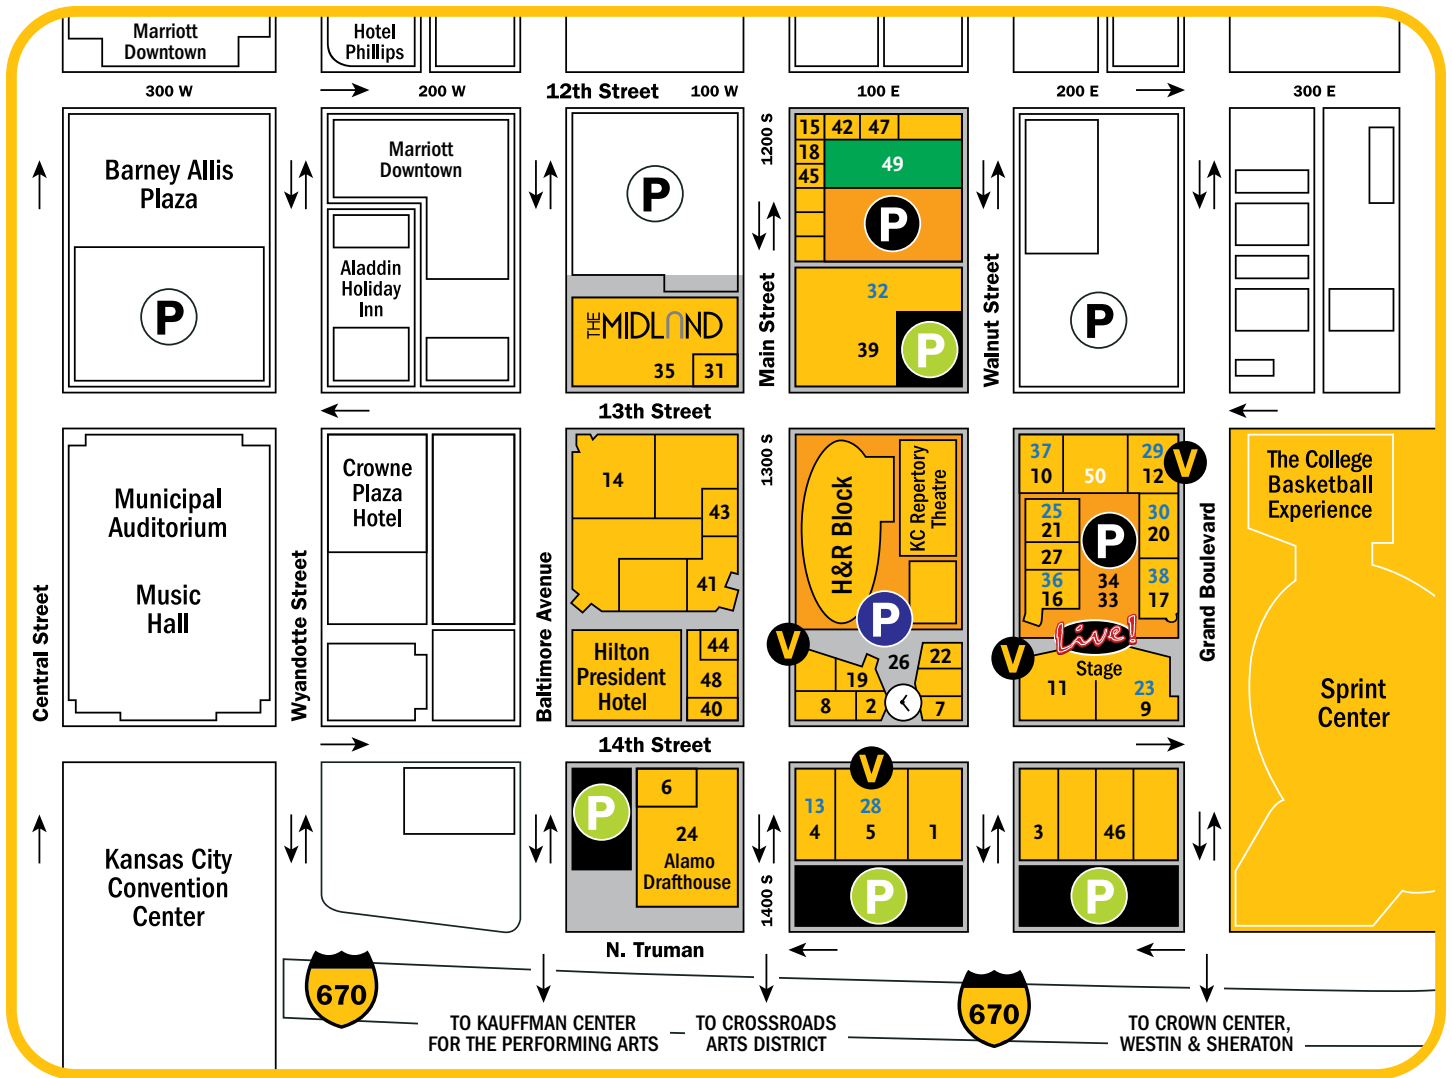 Marriott
Downtown
Hotel
Phillips
300 W
200 W
12th Street
100 W
100 E
200 E
300 E
Barney Allis
Plaza
P
Marriott
Downtown
Aladdin
Holiday
Inn
P
THE MIDLAND
35
31
1200 S
Main Street
15
42
47
18
49
45
P
32
39
P
Walnut Street
P
13th Street
Municipal
Auditorium
Music
Hall
Crowne
Plaza
Hotel
14
43
41
1300 S
H&R Block
KC Repertory
Theatre
P
V
37
10
50
29
12
V
25
21
27
36
16
P
34
33
30
20
38
17
Live!
Stage
V
11
23
9
The College
Basketball
Experience
Sprint
Center
Central Street
Wyandotte Street
Baltimore Avenue
Grand Boulevard
Hilton
President
Hotel
44
48
40
26
22
19
8
2
7
14th Street
Kansas City
Convention
Center
P
6
24
Alamo
Drafthouse
1400 S
V
13
4
28
5
1
P
3
46
P
N. Truman
670
670
TO KAUFFMAN CENTER
FOR THE PERFORMING ARTS
TO CROSSROADS
ARTS DISTRICT
TO CROWN CENTER,
WESTIN & SHERATON